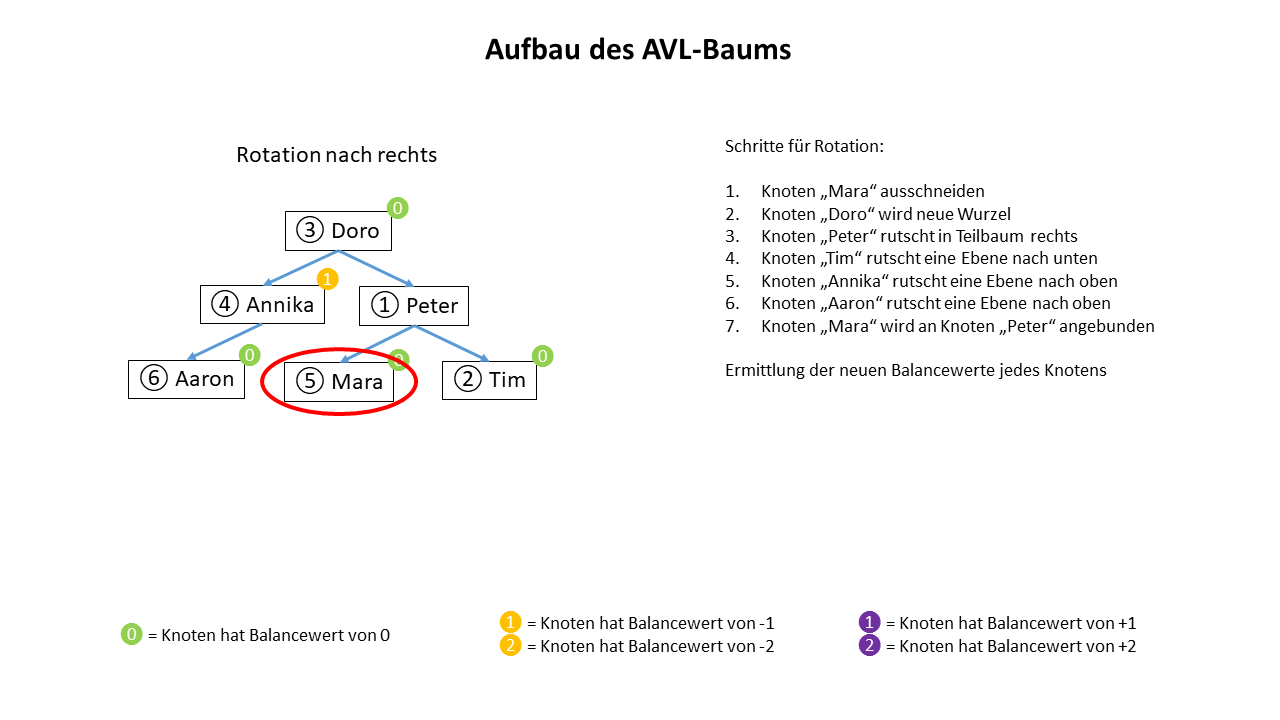 Aufbau des AVL-Baums
Rotation nach rechts
0
③ Doro
1
④ Annika
① Peter
0
⑥ Aaron
0
⑤ Mara
0
② Tim
Schritte für Rotation:
1. Knoten „Mara“ ausschneiden
2. Knoten „Doro“ wird neue Wurzel
3. Knoten „Peter“ rutscht in Teilbaum rechts
4. Knoten „Tim“ rutscht eine Ebene nach unten
5. Knoten „Annika“ rutscht eine Ebene nach oben
6. Knoten „Aaron“ rutscht eine Ebene nach oben
7. Knoten „Mara“ wird an Knoten „Peter“ angebunden
Ermittlung der neuen Balancewerte jedes Knotens
0 = Knoten hat Balancewert von 0
1 = Knoten hat Balancewert von -1
2 = Knoten hat Balancewert von -2
1 = Knoten hat Balancewert von +1
2 = Knoten hat Balancewert von +2